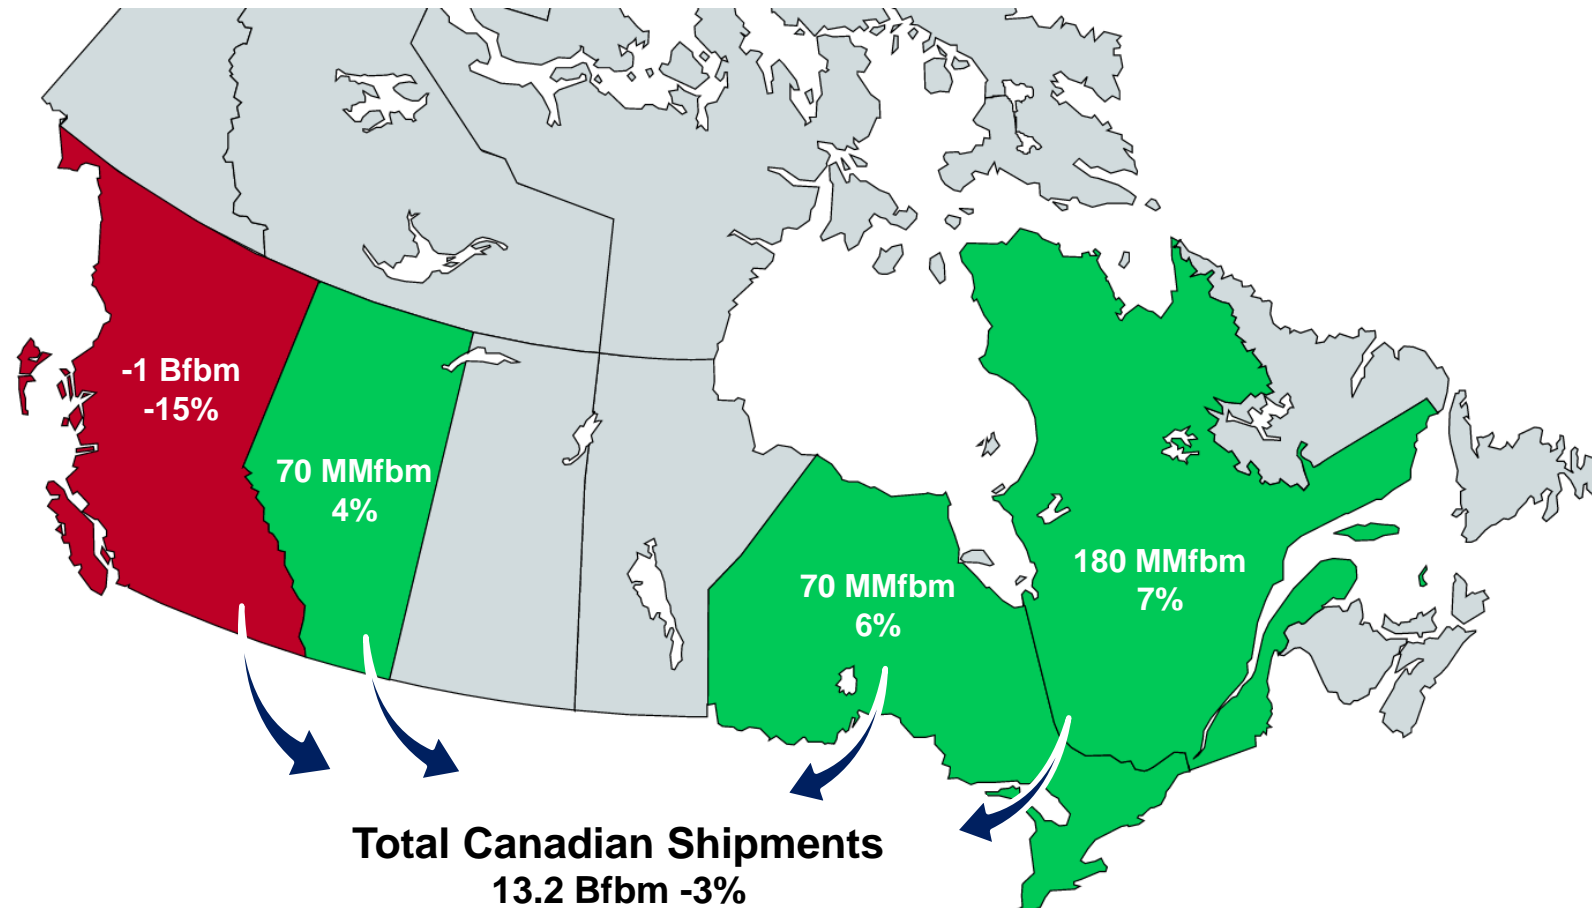 -1 Bfbm
-15%
70 MMfbm
4%
70 MMfbm
6%
180 MMfbm
7%
Total Canadian Shipments
13.2 Bfbm -3%